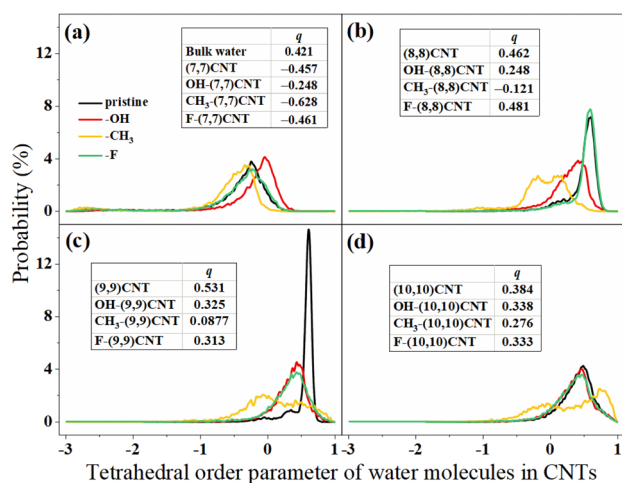 (a)
q
Bulk water 0.421
(7,7)CNT −0.457
OH-(7,7)CNT −0.248
CH₃-(7,7)CNT −0.628
F-(7,7)CNT −0.461
pristine
-OH
-CH₃
-F
(b)
q
(8,8)CNT 0.462
OH-(8,8)CNT 0.248
CH₃-(8,8)CNT −0.121
F-(8,8)CNT 0.481
(c)
q
(9,9)CNT 0.531
OH-(9,9)CNT 0.325
CH₃-(9,9)CNT 0.0877
F-(9,9)CNT 0.313
(d)
q
(10,10)CNT 0.384
OH-(10,10)CNT 0.338
CH₃-(10,10)CNT 0.276
F-(10,10)CNT 0.333
12
8
4
0
12
8
4
0
Probability (%)
-3 -2 -1 0 1 -3 -2 -1 0 1
Tetrahedral order parameter of water molecules in CNTs